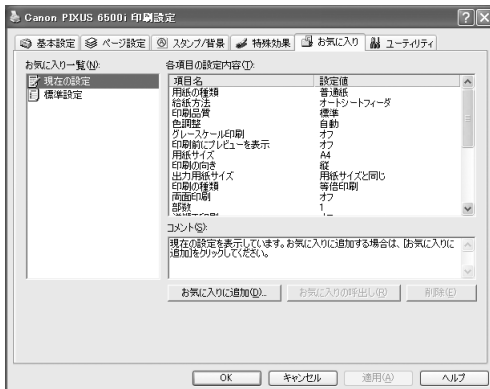 Canon PIXUS 6500i 印刷設定
基本設定 ページ設定 スタンプ/背景 特殊効果 お気に入り ユーティリティ
お気に入り一覧(N):
現在の設定
標準設定
各項目の設定内容(T):
項目名 設定値
用紙の種類 普通紙
給紙方法 オートシートフィーダ
印刷品質 標準
色調整 自動
グレースケール印刷 オフ
印刷前にプレビューを表示 オフ
用紙サイズ A4
印刷の向き 縦
出力用紙サイズ 用紙サイズと同じ
印刷の種類 等倍印刷
両面印刷 オフ
部数 1
コメント(S):
現在の設定を表示しています。お気に入りに追加する場合は、[お気に入りに
追加]をクリックしてください。
お気に入りに追加(D)... お気に入りの呼出し(R) 削除(E)
OK キャンセル 適用(A) ヘルプ